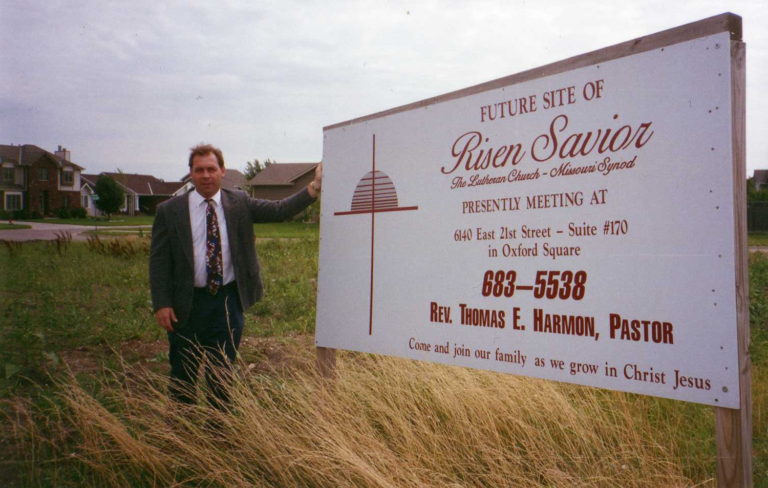 FUTURE SITE OF
Risen Savior
The Lutheran Church - Missouri Synod
PRESENTLY MEETING AT
6140 East 21st Street – Suite #170
in Oxford Square
683–5538
REV. THOMAS E. HARMON, PASTOR
Come and join our family as we grow in Christ Jesus